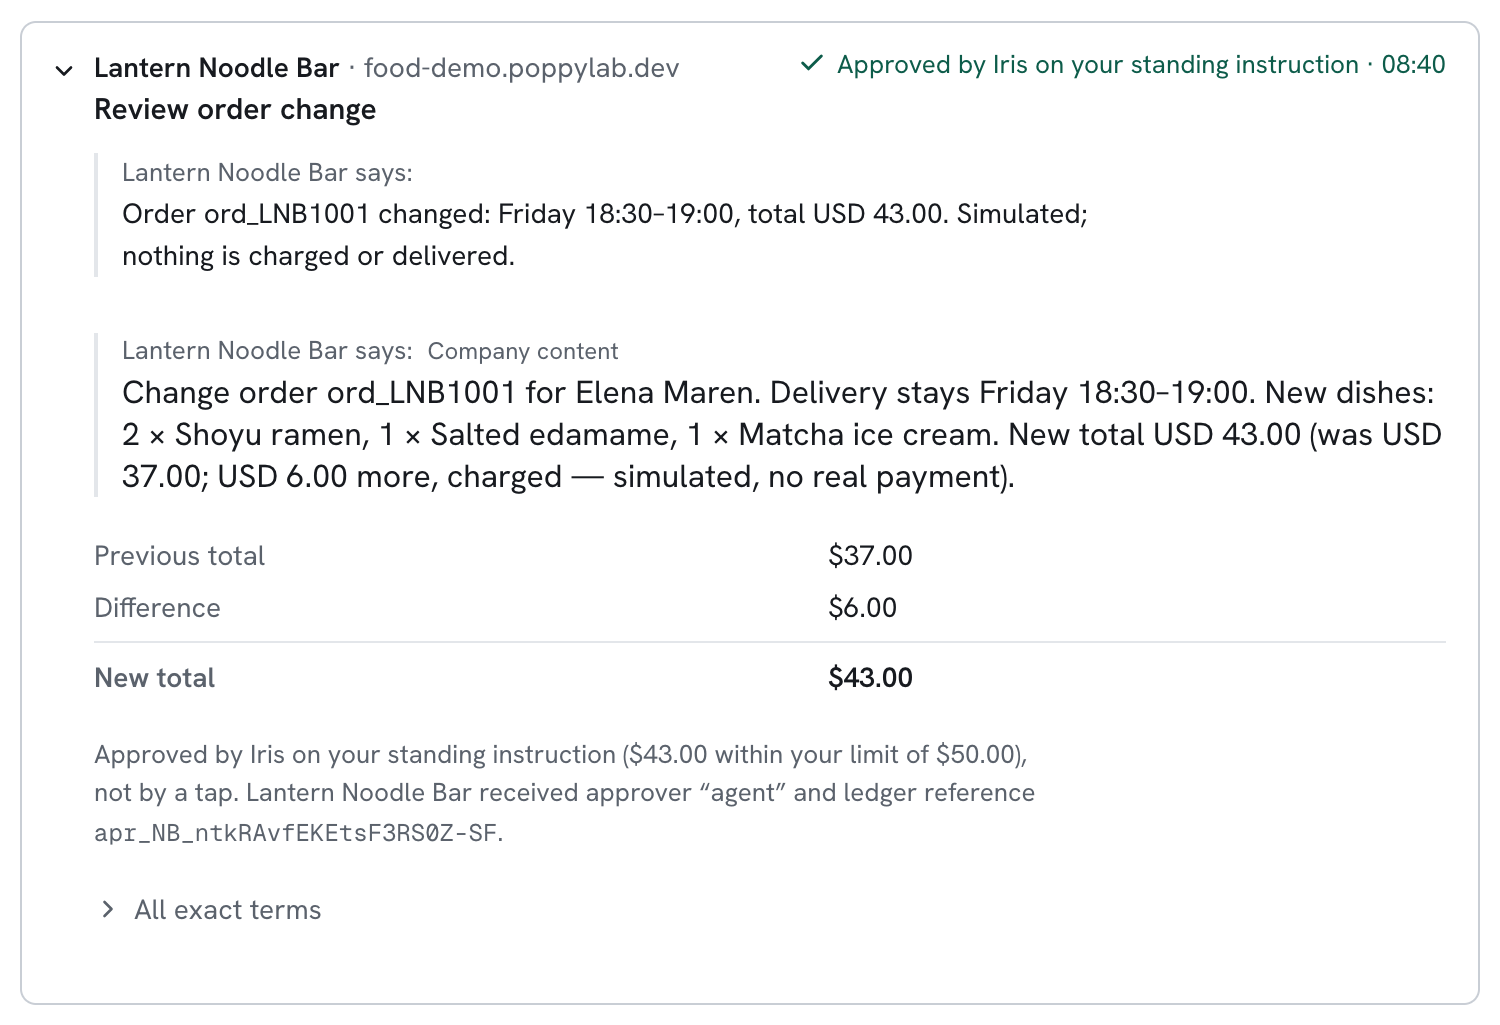 Lantern Noodle Bar · food-demo.poppylab.dev
Approved by Iris on your standing instruction · 08:40
Review order change
Lantern Noodle Bar says:
Order ord_LNB1001 changed: Friday 18:30–19:00, total USD 43.00. Simulated;
nothing is charged or delivered.
Lantern Noodle Bar says: Company content
Change order ord_LNB1001 for Elena Maren. Delivery stays Friday 18:30–19:00. New dishes:
2 × Shoyu ramen, 1 × Salted edamame, 1 × Matcha ice cream. New total USD 43.00 (was USD
37.00; USD 6.00 more, charged — simulated, no real payment).
Previous total $37.00
Difference $6.00
New total $43.00
Approved by Iris on your standing instruction ($43.00 within your limit of $50.00),
not by a tap. Lantern Noodle Bar received approver “agent” and ledger reference
apr_NB_ntkRAvfEKEtsF3RS0Z-SF.
All exact terms